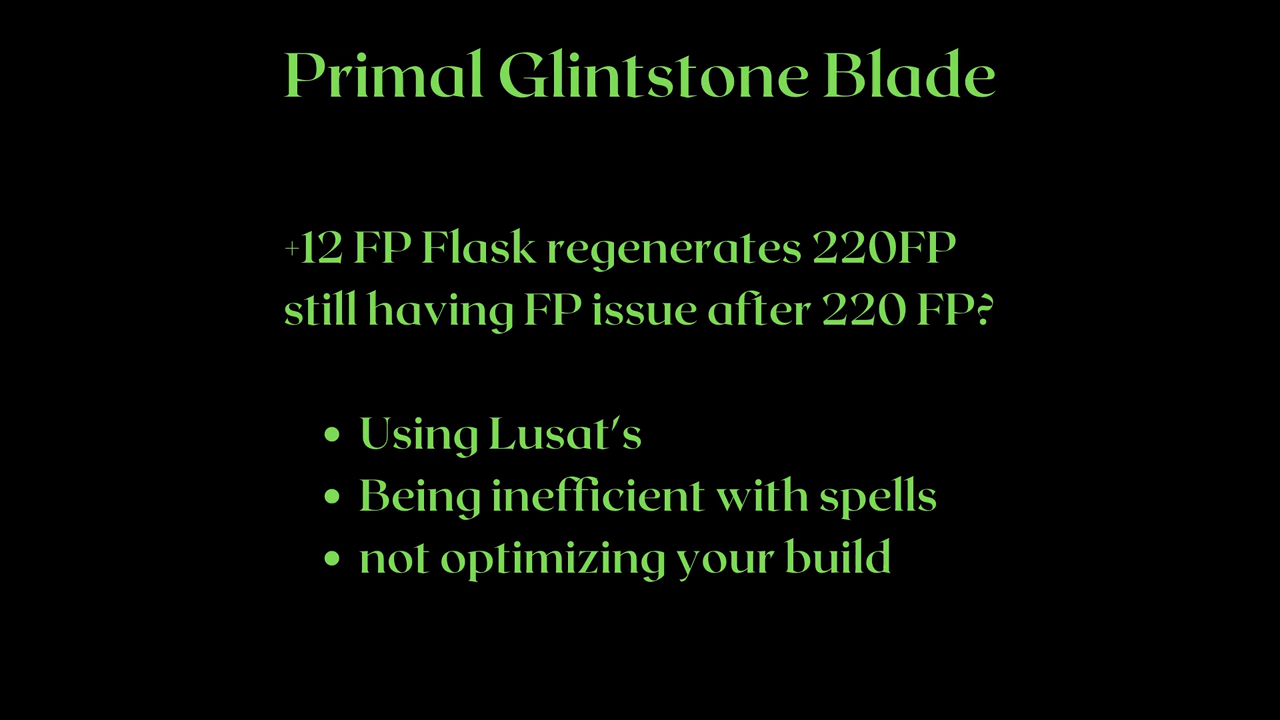 Primal Glintstone Blade
+12 FP Flask regenerates 220FP
still having FP issue after 220 FP?
• Using Lusat's
• Being inefficient with spells
• not optimizing your build